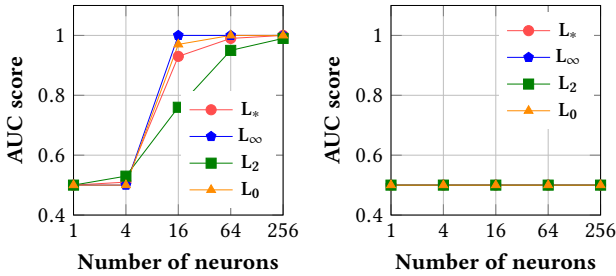 AUC score
1
0.8
0.6
0.4
1 4 16 64 256
Number of neurons
L*
L∞
L2
L0
AUC score
1
0.8
0.6
0.4
1 4 16 64 256
Number of neurons
L*
L∞
L2
L0